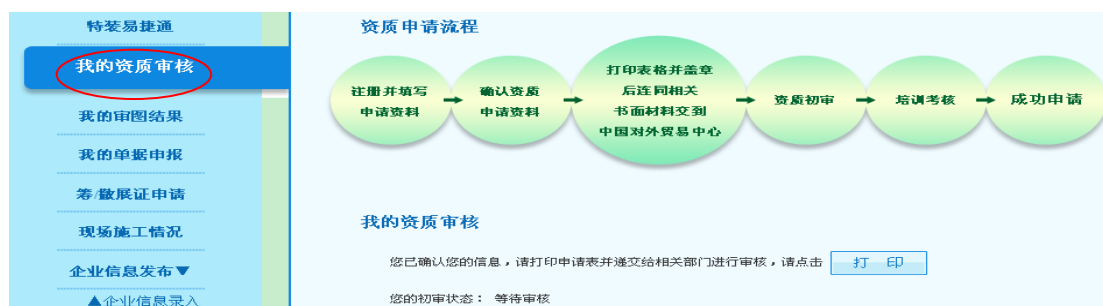 特装易捷通
我的资质审核
我的审图结果
我的单据申报
筹/撤展证申请
现场施工情况
企业信息发布▼
▲企业信息录入
资质申请流程
注册并填写
申请资料
确认资质
申请资料
打印表格并盖章
后连同相关
书面材料交到
中国对外贸易中心
资质初审
培训考核
成功申请
我的资质审核
您已确认您的信息，请打印申请表并递交给相关部门进行审核，请点击 打 印
您的初审状态： 等待审核